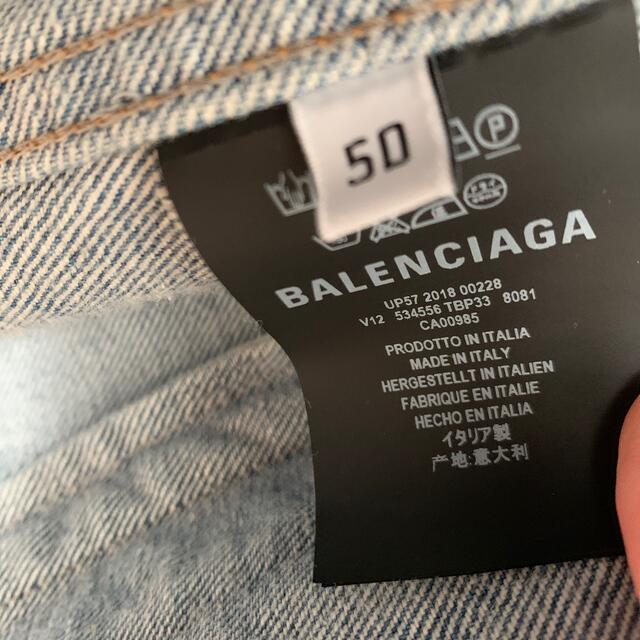 50
P
BALENCIAGA
UP57 2018 00228
V12 534556 TBP33 8081
CA00985
PRODOTTO IN ITALIA
MADE IN ITALY
HERGESTELLT IN ITALIEN
FABRIQUE EN ITALIE
HECHO EN ITALIA
イタリア製
产地:意大利